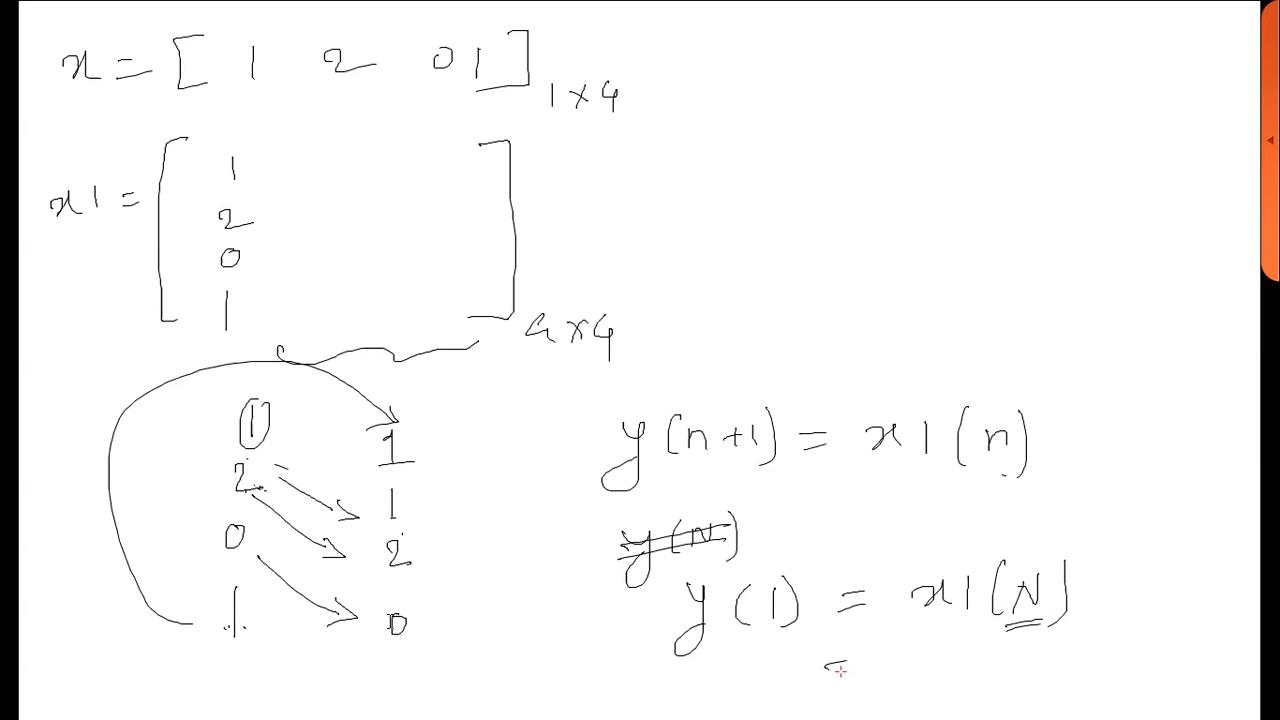 x = [ 1 2 0 1 ] 1 x 4
x1 = [ 1
2
0
1 ] 4 x 4
1 1
2 1
0 2
1 0
y(n+1) = x1(n)
y(N)
y(1) = x1(N)